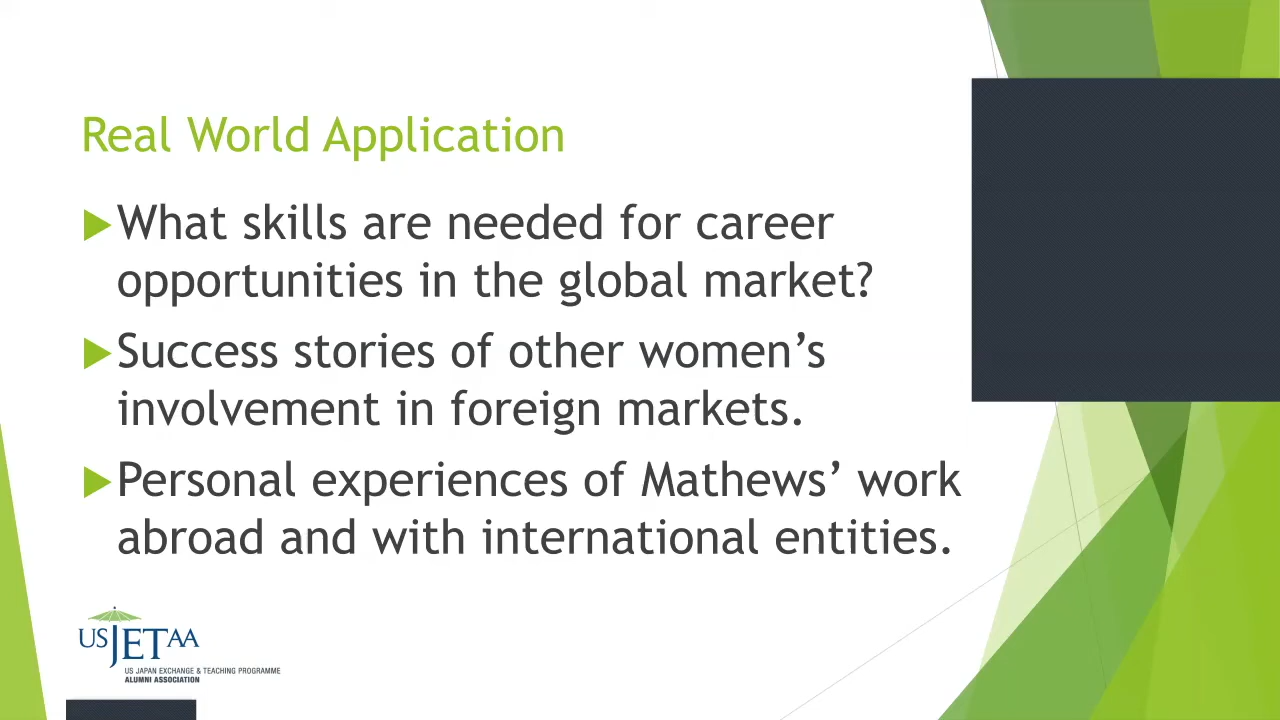 Real World Application
What skills are needed for career
opportunities in the global market?
Success stories of other women’s
involvement in foreign markets.
Personal experiences of Mathews’ work
abroad and with international entities.
US JET AA
US JAPAN EXCHANGE & TEACHING PROGRAMME
ALUMNI ASSOCIATION